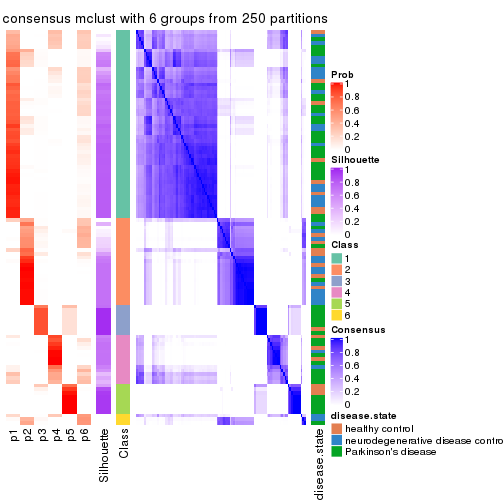 consensus mclust with 6 groups from 250 partitions
Prob
1
0.8
0.6
0.4
0.2
0
Silhouette
1
0.8
0.6
0.4
0.2
0
Class
1
2
3
4
5
6
Consensus
1
0.8
0.6
0.4
0.2
0
disease.state
healthy control
neurodegenerative disease contro
Parkinson's disease
p1
p2
p3
p4
p5
p6
Silhouette
Class
disease.state